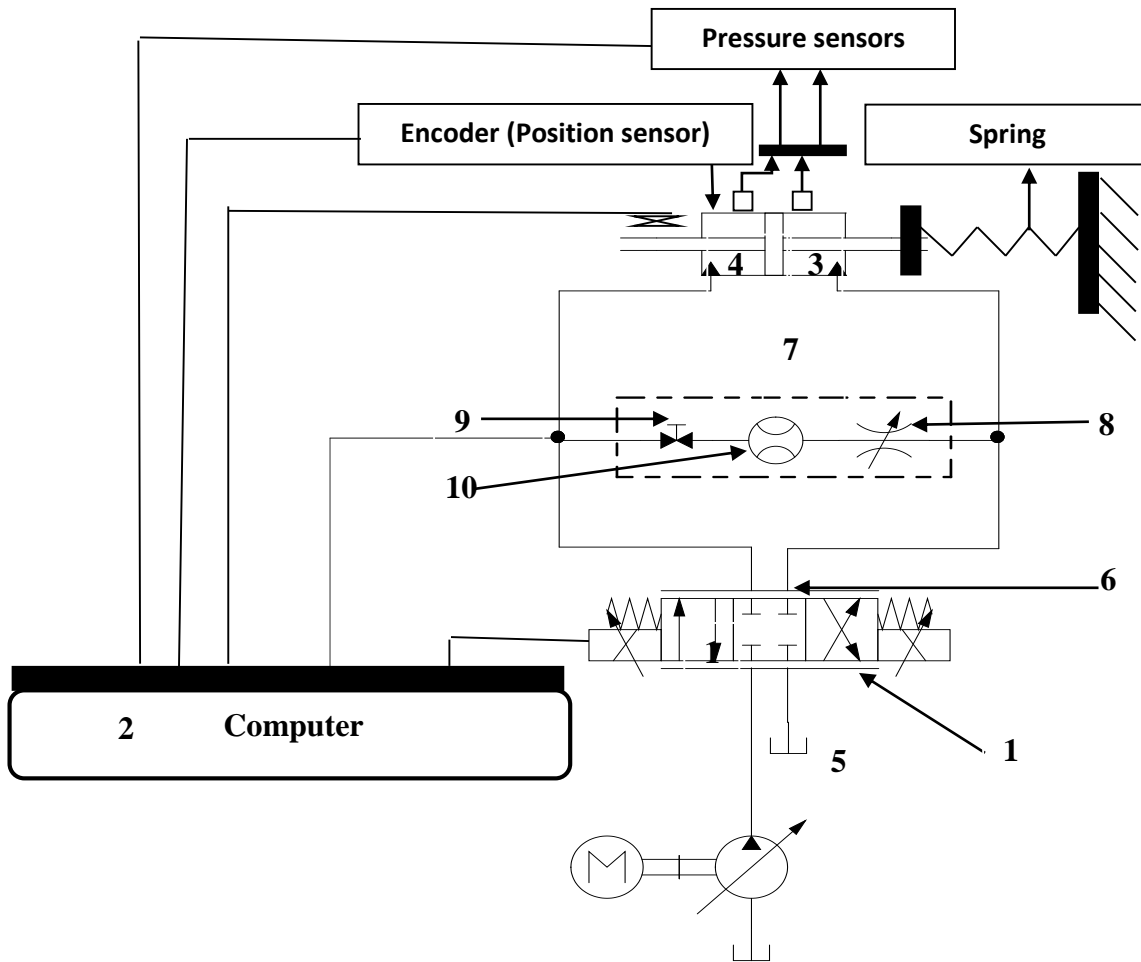 Pressure sensors
Encoder (Position sensor)
Spring
4
3
7
9
8
10
6
1
2
Computer
5
1
M